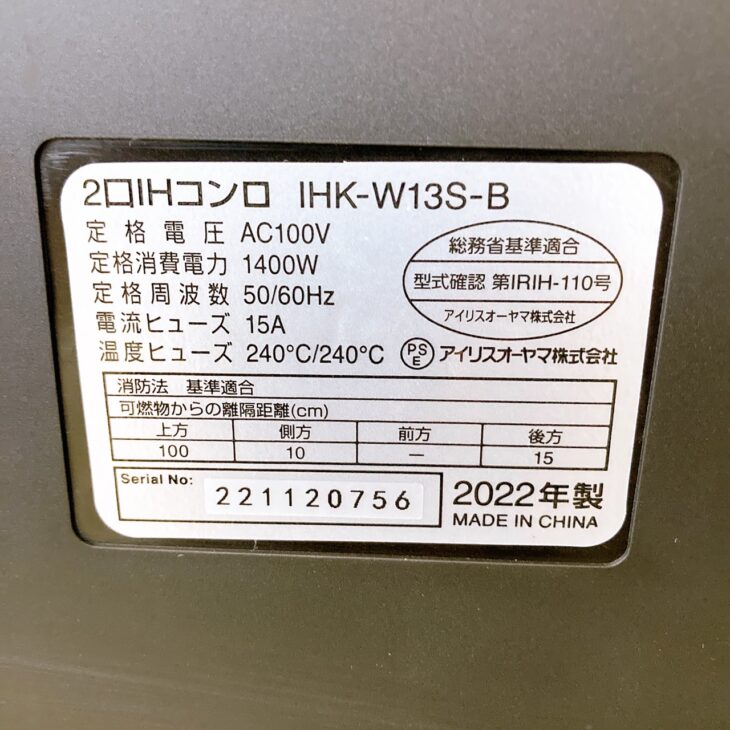 2口IHコンロ IHK-W13S-B
定格電圧 AC100V
定格消費電力 1400W
定格周波数 50/60Hz
電流ヒューズ 15A
温度ヒューズ 240℃/240℃
総務省基準適合
型式確認 第IRIH-110号
アイリスオーヤマ株式会社
PSE アイリスオーヤマ株式会社
消防法 基準適合
可燃物からの離隔距離(cm)
上方 側方 前方 後方
100 10 — 15
Serial No: 221120756
2022年製
MADE IN CHINA